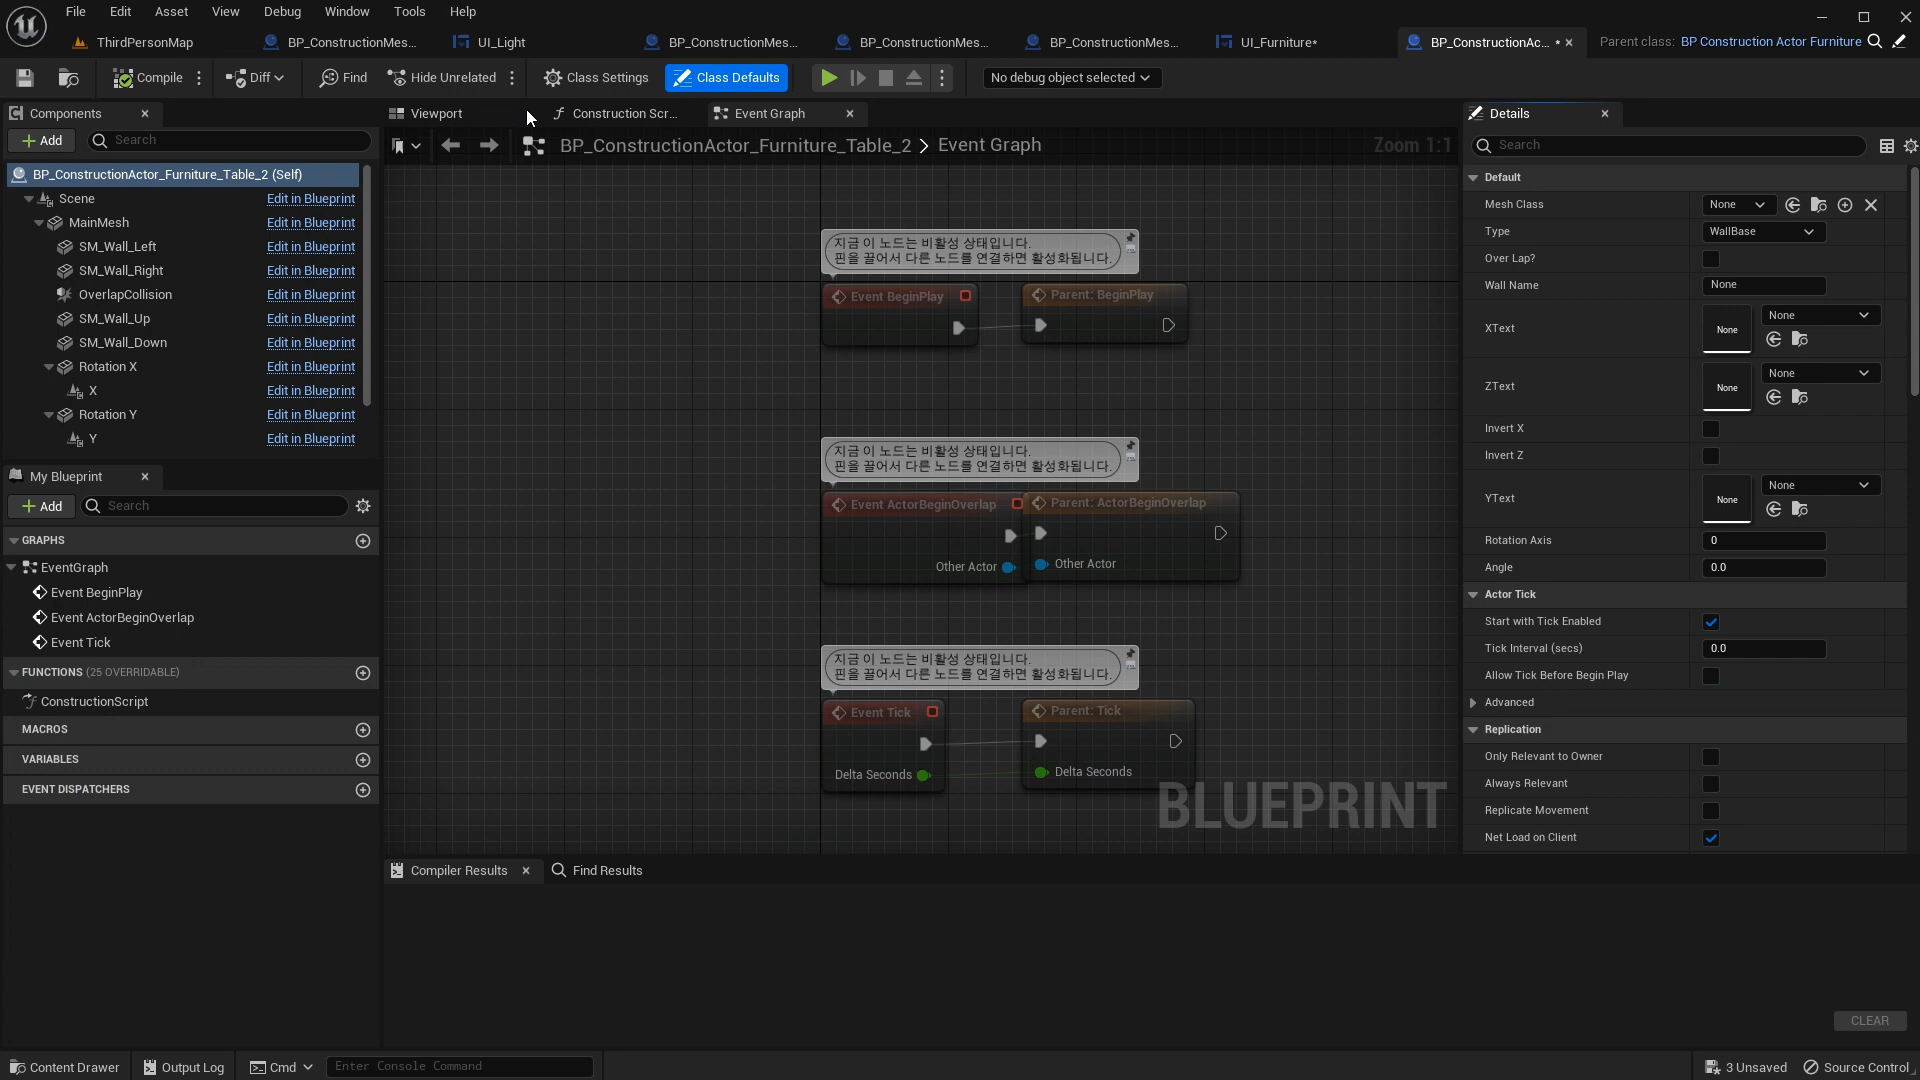 File Edit Asset View Debug Window Tools Help
ThirdPersonMap BP_ConstructionMes... UI_Light BP_ConstructionMes... BP_ConstructionMes... BP_ConstructionMes... UI_Furniture* BP_ConstructionAc... * Parent class: BP Construction Actor Furniture
Compile Diff Find Hide Unrelated Class Settings Class Defaults No debug object selected
Components
Add Search
BP_ConstructionActor_Furniture_Table_2 (Self)
Scene Edit in Blueprint
MainMesh Edit in Blueprint
SM_Wall_Left Edit in Blueprint
SM_Wall_Right Edit in Blueprint
OverlapCollision Edit in Blueprint
SM_Wall_Up Edit in Blueprint
SM_Wall_Down Edit in Blueprint
Rotation X Edit in Blueprint
X Edit in Blueprint
Rotation Y Edit in Blueprint
Y Edit in Blueprint
My Blueprint
Add Search
GRAPHS
EventGraph
Event BeginPlay
Event ActorBeginOverlap
Event Tick
FUNCTIONS (25 OVERRIDABLE)
ConstructionScript
MACROS
VARIABLES
EVENT DISPATCHERS
Viewport Construction Scr... Event Graph
BP_ConstructionActor_Furniture_Table_2 > Event Graph Zoom 1:1
지금 이 노드는 비활성 상태입니다.
핀을 끌어서 다른 노드를 연결하면 활성화됩니다.
Event BeginPlay Parent: BeginPlay
지금 이 노드는 비활성 상태입니다.
핀을 끌어서 다른 노드를 연결하면 활성화됩니다.
Event ActorBeginOverlap Parent: ActorBeginOverlap
Other Actor Other Actor
지금 이 노드는 비활성 상태입니다.
핀을 끌어서 다른 노드를 연결하면 활성화됩니다.
Event Tick Parent: Tick
Delta Seconds Delta Seconds
BLUEPRINT
Compiler Results Find Results
CLEAR
Details
Search
Default
Mesh Class None
Type WallBase
Over Lap?
Wall Name None
XText None None
ZText None None
Invert X
Invert Z
YText None None
Rotation Axis 0
Angle 0.0
Actor Tick
Start with Tick Enabled
Tick Interval (secs) 0.0
Allow Tick Before Begin Play
Advanced
Replication
Only Relevant to Owner
Always Relevant
Replicate Movement
Net Load on Client
Content Drawer Output Log Cmd Enter Console Command 3 Unsaved Source Control